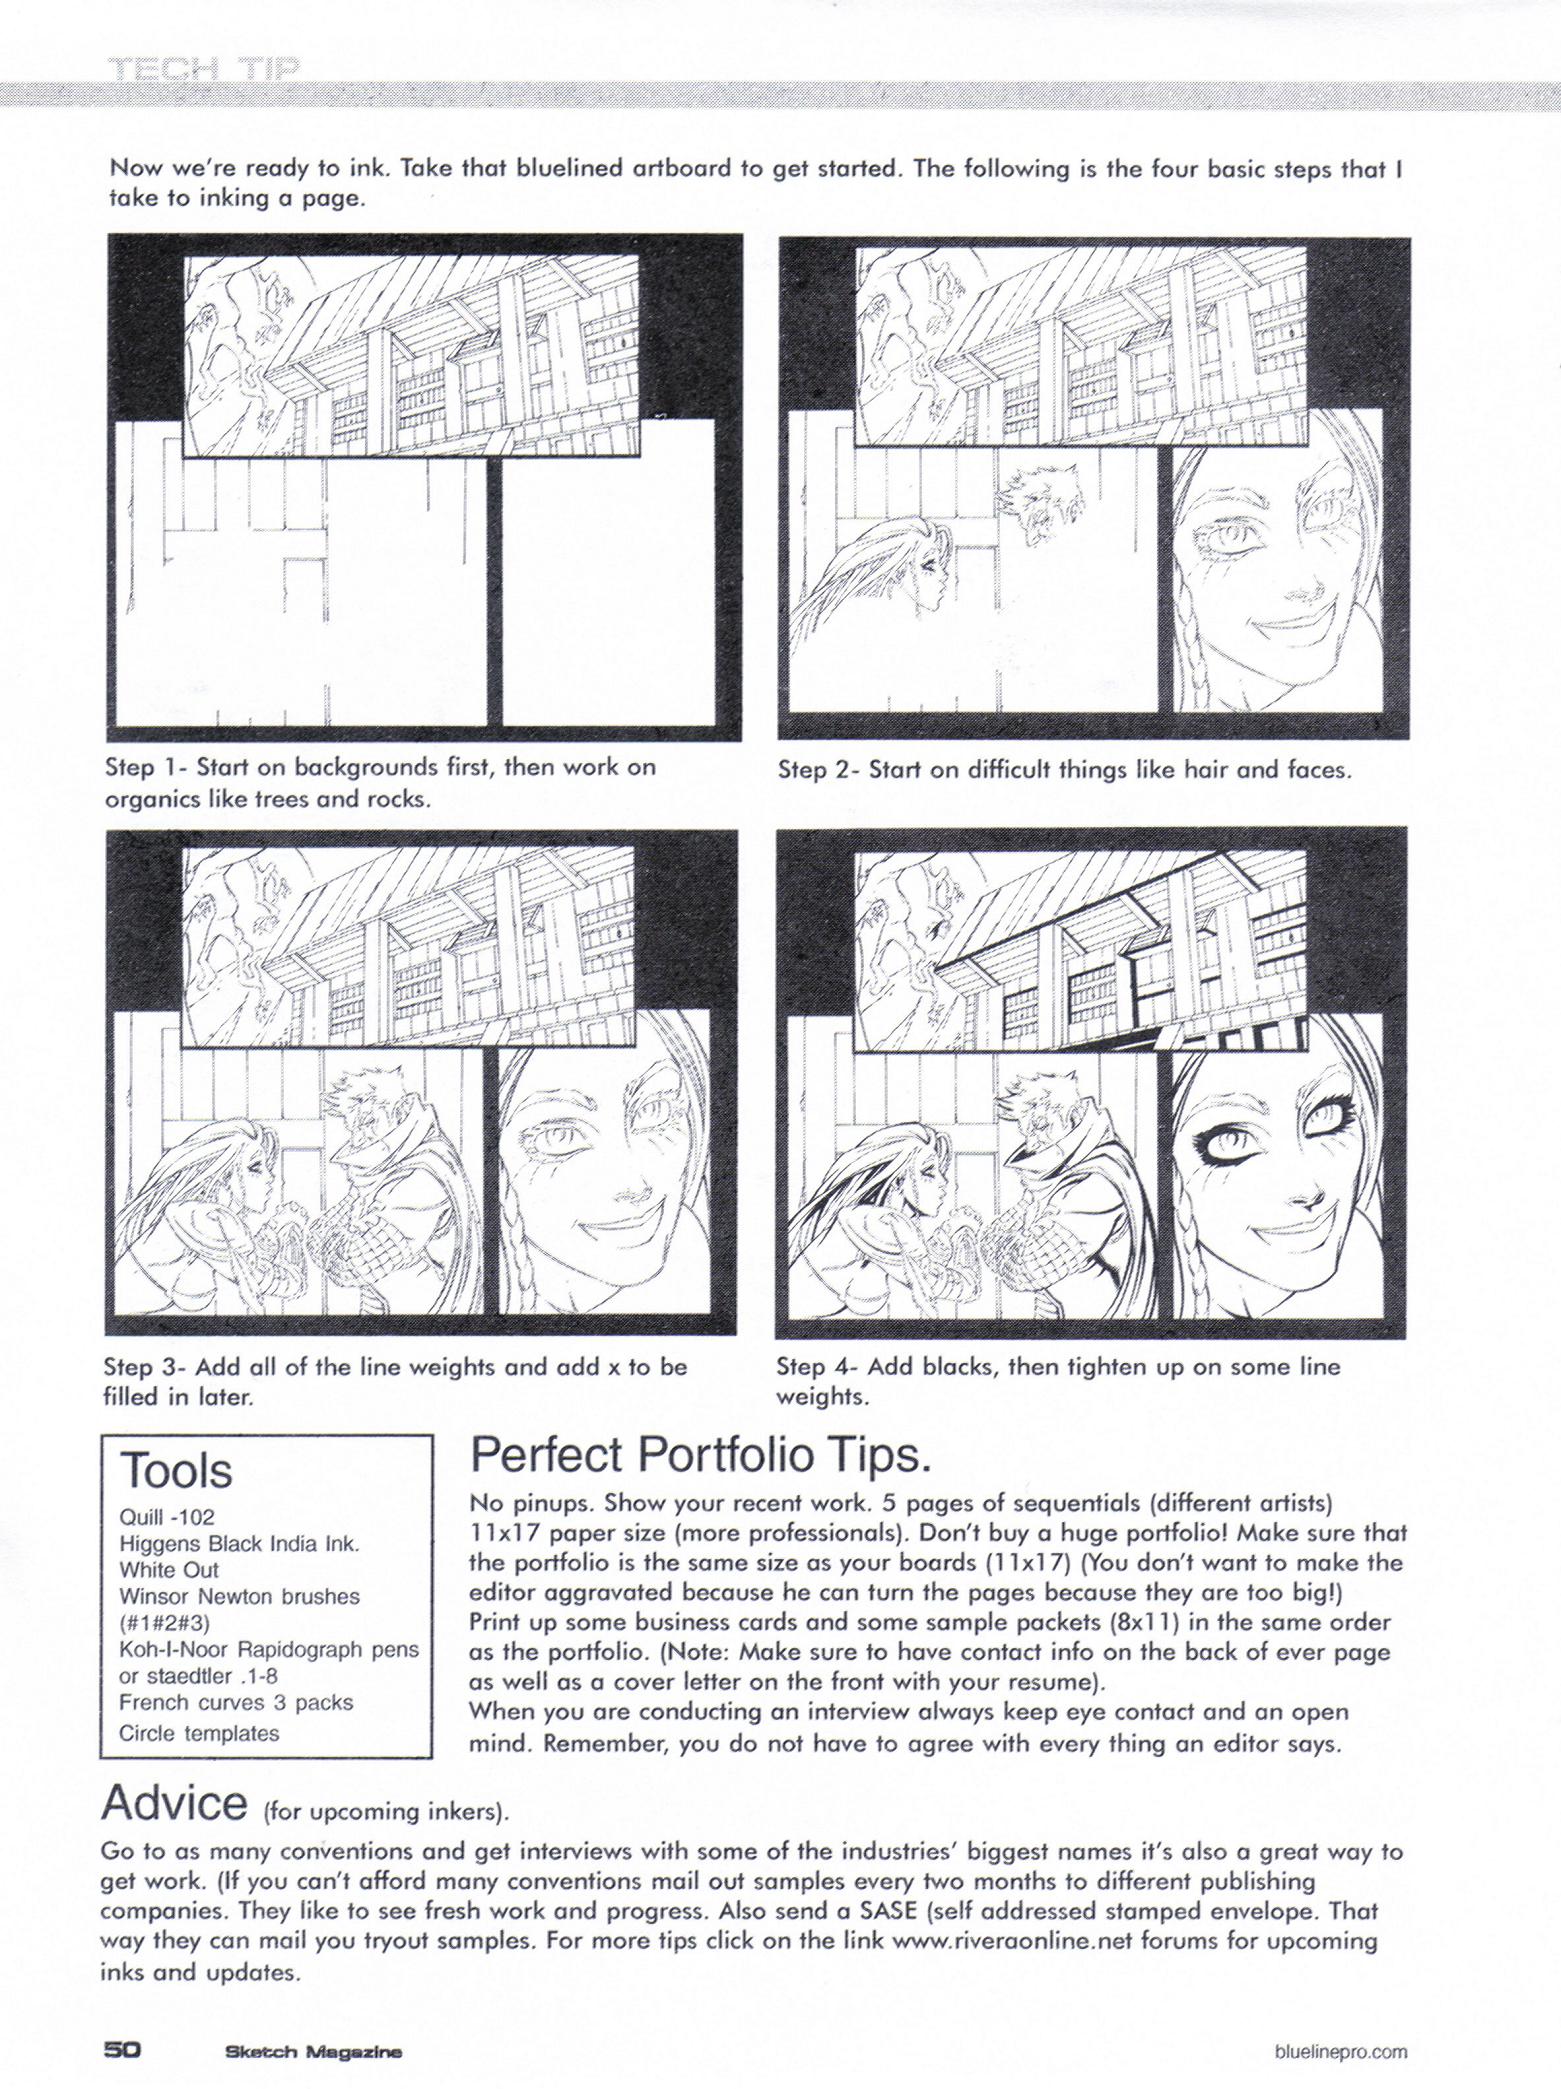 TECH TIP
Now we're ready to ink. Take that bluelined artboard to get started. The following is the four basic steps that I
take to inking a page.
Step 1- Start on backgrounds first, then work on
organics like trees and rocks.
Step 2- Start on difficult things like hair and faces.
Step 3- Add all of the line weights and add x to be
filled in later.
Step 4- Add blacks, then tighten up on some line
weights.
Tools
Quill -102
Higgens Black India Ink.
White Out
Winsor Newton brushes
(#1#2#3)
Koh-I-Noor Rapidograph pens
or staedtler .1-8
French curves 3 packs
Circle templates
Perfect Portfolio Tips.
No pinups. Show your recent work. 5 pages of sequentials (different artists)
11x17 paper size (more professionals). Don't buy a huge portfolio! Make sure that
the portfolio is the same size as your boards (11x17) (You don't want to make the
editor aggravated because he can turn the pages because they are too big!)
Print up some business cards and some sample packets (8x11) in the same order
as the portfolio. (Note: Make sure to have contact info on the back of ever page
as well as a cover letter on the front with your resume).
When you are conducting an interview always keep eye contact and an open
mind. Remember, you do not have to agree with every thing an editor says.
Advice (for upcoming inkers).
Go to as many conventions and get interviews with some of the industries' biggest names it's also a great way to
get work. (If you can't afford many conventions mail out samples every two months to different publishing
companies. They like to see fresh work and progress. Also send a SASE (self addressed stamped envelope. That
way they can mail you tryout samples. For more tips click on the link www.riveraonline.net forums for upcoming
inks and updates.
50 Sketch Magazine bluelinepro.com